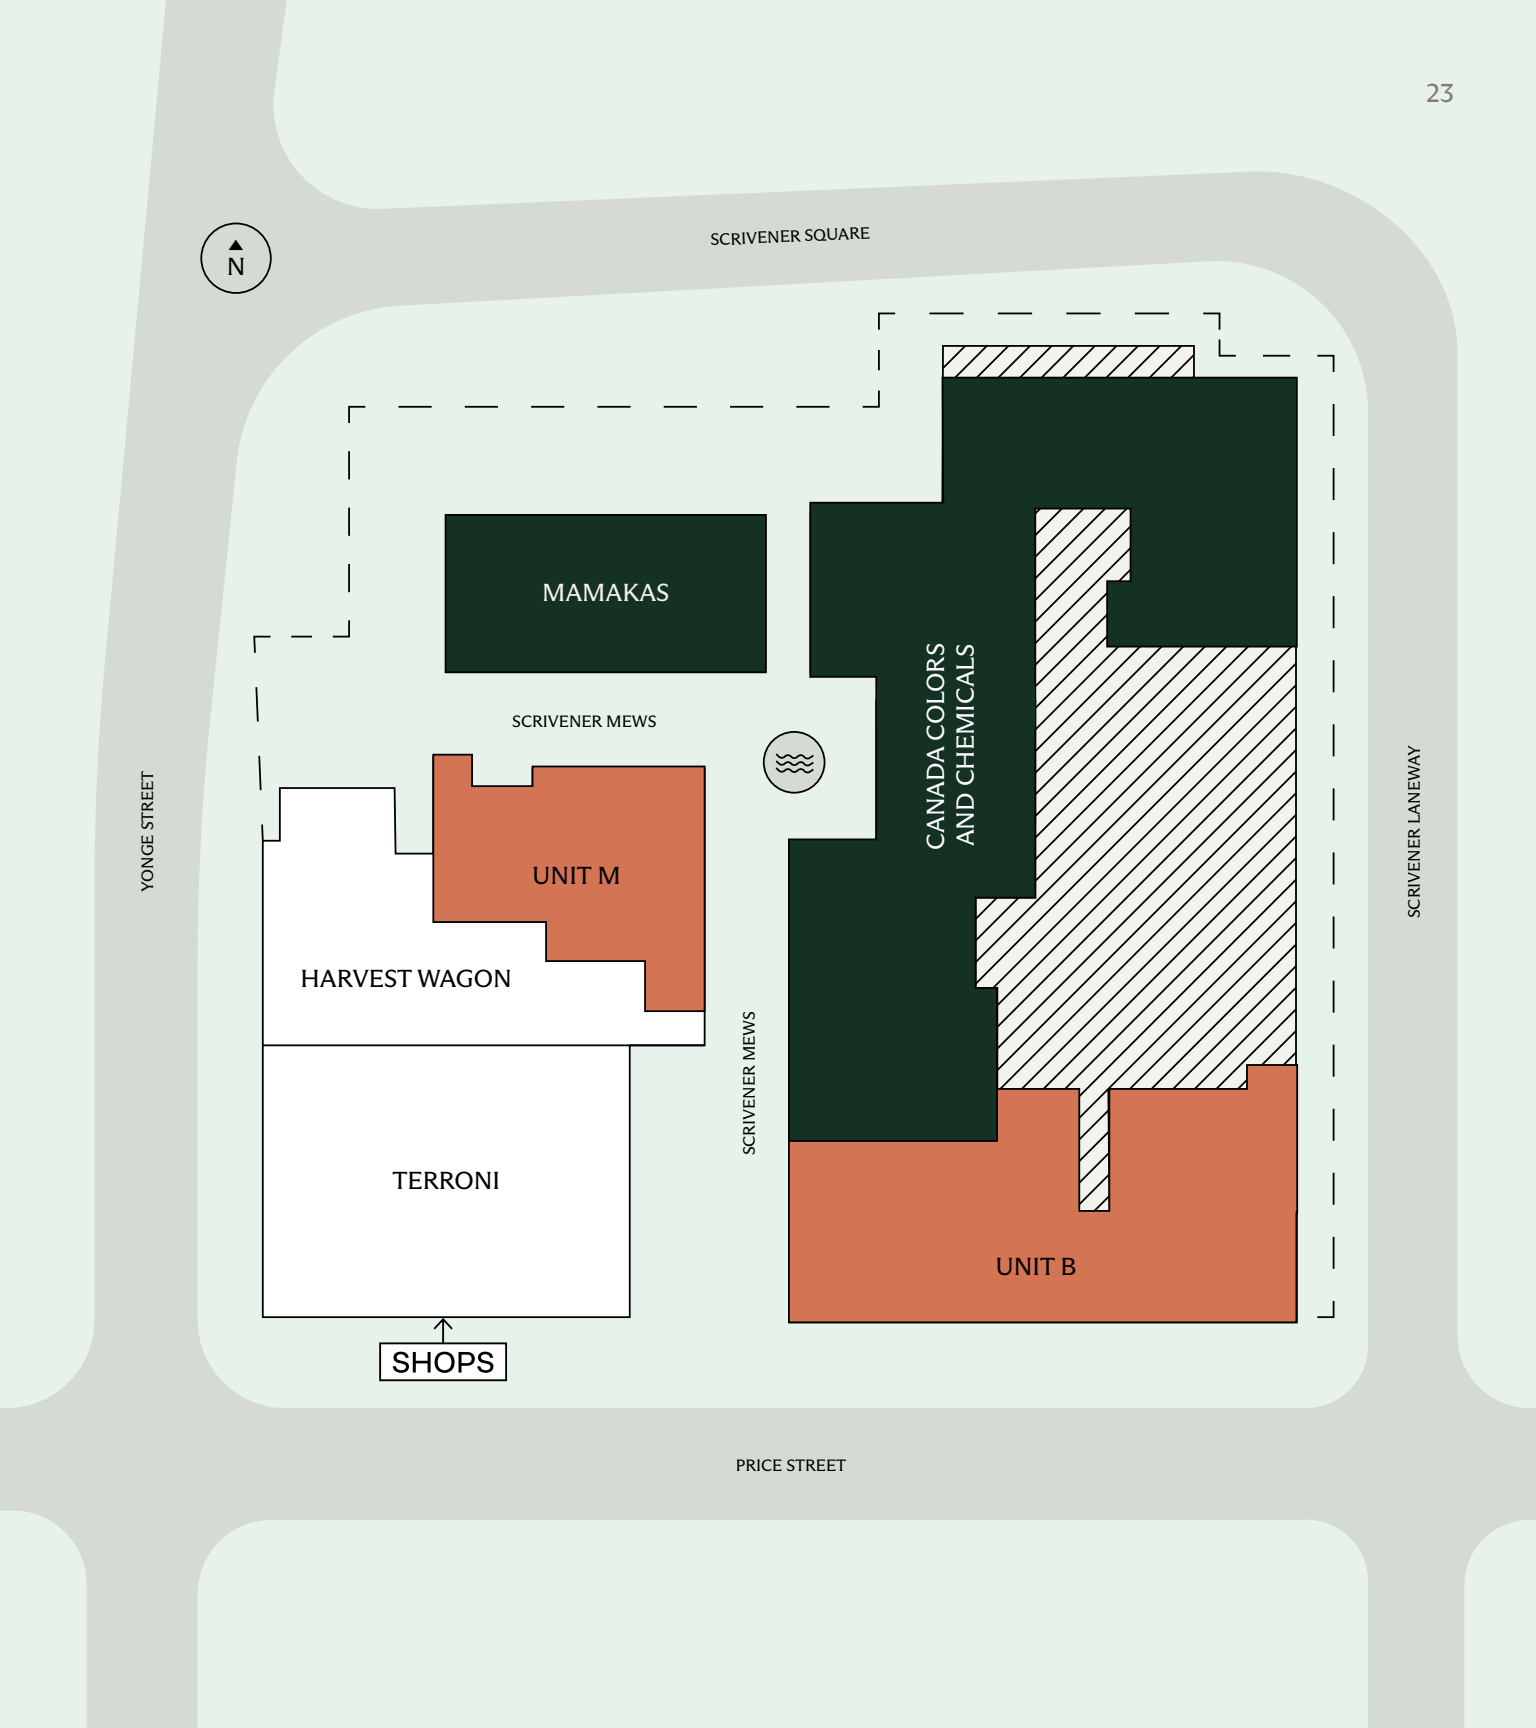 23
SCRIVENER SQUARE
N
MAMAKAS
CANADA COLORS
AND CHEMICALS
SCRIVENER MEWS
YONGE STREET
SCRIVENER LANEWAY
UNIT M
HARVEST WAGON
SCRIVENER MEWS
TERRONI
UNIT B
SHOPS
PRICE STREET